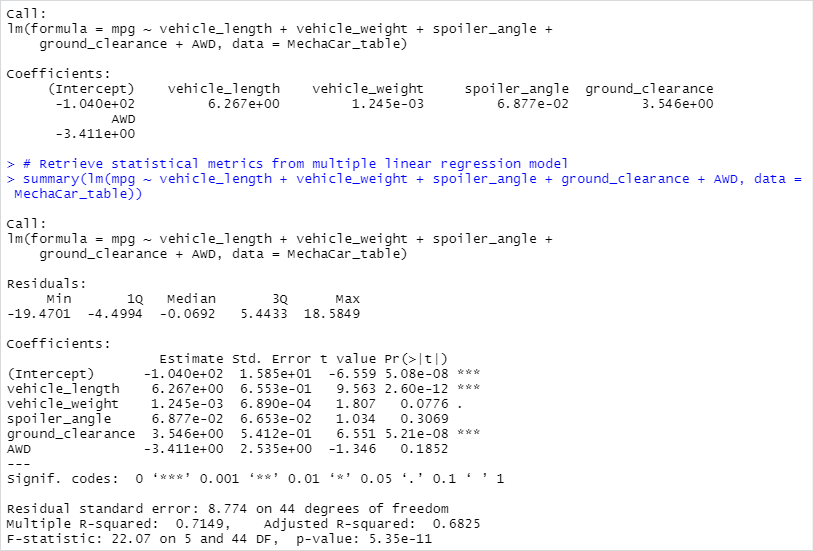 Call:
lm(formula = mpg ~ vehicle_length + vehicle_weight + spoiler_angle +
    ground_clearance + AWD, data = MechaCar_table)

Coefficients:
     (Intercept)    vehicle_length    vehicle_weight     spoiler_angle  ground_clearance
      -1.040e+02         6.267e+00         1.245e-03         6.877e-02         3.546e+00
             AWD
      -3.411e+00

> # Retrieve statistical metrics from multiple linear regression model
> summary(lm(mpg ~ vehicle_length + vehicle_weight + spoiler_angle + ground_clearance + AWD, data =
 MechaCar_table))

Call:
lm(formula = mpg ~ vehicle_length + vehicle_weight + spoiler_angle +
    ground_clearance + AWD, data = MechaCar_table)

Residuals:
     Min       1Q   Median       3Q      Max
-19.4701  -4.4994  -0.0692   5.4433  18.5849

Coefficients:
                   Estimate Std. Error t value Pr(>|t|)
(Intercept)      -1.040e+02  1.585e+01  -6.559 5.08e-08 ***
vehicle_length    6.267e+00  6.553e-01   9.563 2.60e-12 ***
vehicle_weight    1.245e-03  6.890e-04   1.807   0.0776 .
spoiler_angle     6.877e-02  6.653e-02   1.034   0.3069
ground_clearance  3.546e+00  5.412e-01   6.551 5.21e-08 ***
AWD              -3.411e+00  2.535e+00  -1.346   0.1852
---
Signif. codes:  0 ‘***’ 0.001 ‘**’ 0.01 ‘*’ 0.05 ‘.’ 0.1 ‘ ’ 1

Residual standard error: 8.774 on 44 degrees of freedom
Multiple R-squared:  0.7149,    Adjusted R-squared:  0.6825
F-statistic: 22.07 on 5 and 44 DF,  p-value: 5.35e-11